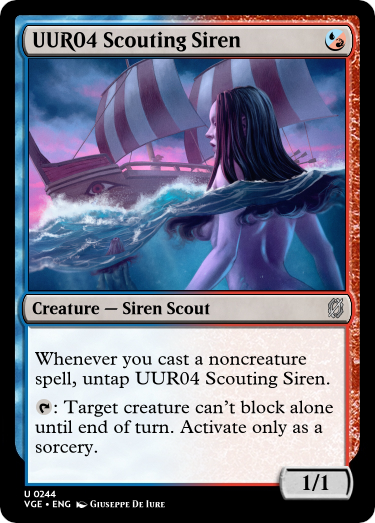 UUR04 Scouting Siren
Creature — Siren Scout
Whenever you cast a noncreature
spell, untap UUR04 Scouting Siren.
: Target creature can't block alone
until end of turn. Activate only as a
sorcery.
1/1
U 0244
VGE • ENG Giuseppe De Iure